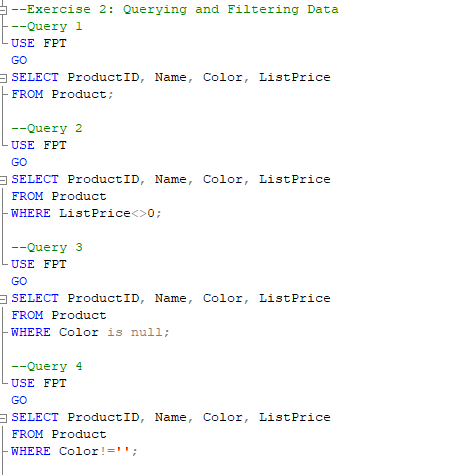 --Exercise 2: Querying and Filtering Data
--Query 1
USE FPT
GO
SELECT ProductID, Name, Color, ListPrice
FROM Product;
--Query 2
USE FPT
GO
SELECT ProductID, Name, Color, ListPrice
FROM Product
WHERE ListPrice<>0;
--Query 3
USE FPT
GO
SELECT ProductID, Name, Color, ListPrice
FROM Product
WHERE Color is null;
--Query 4
USE FPT
GO
SELECT ProductID, Name, Color, ListPrice
FROM Product
WHERE Color!='';